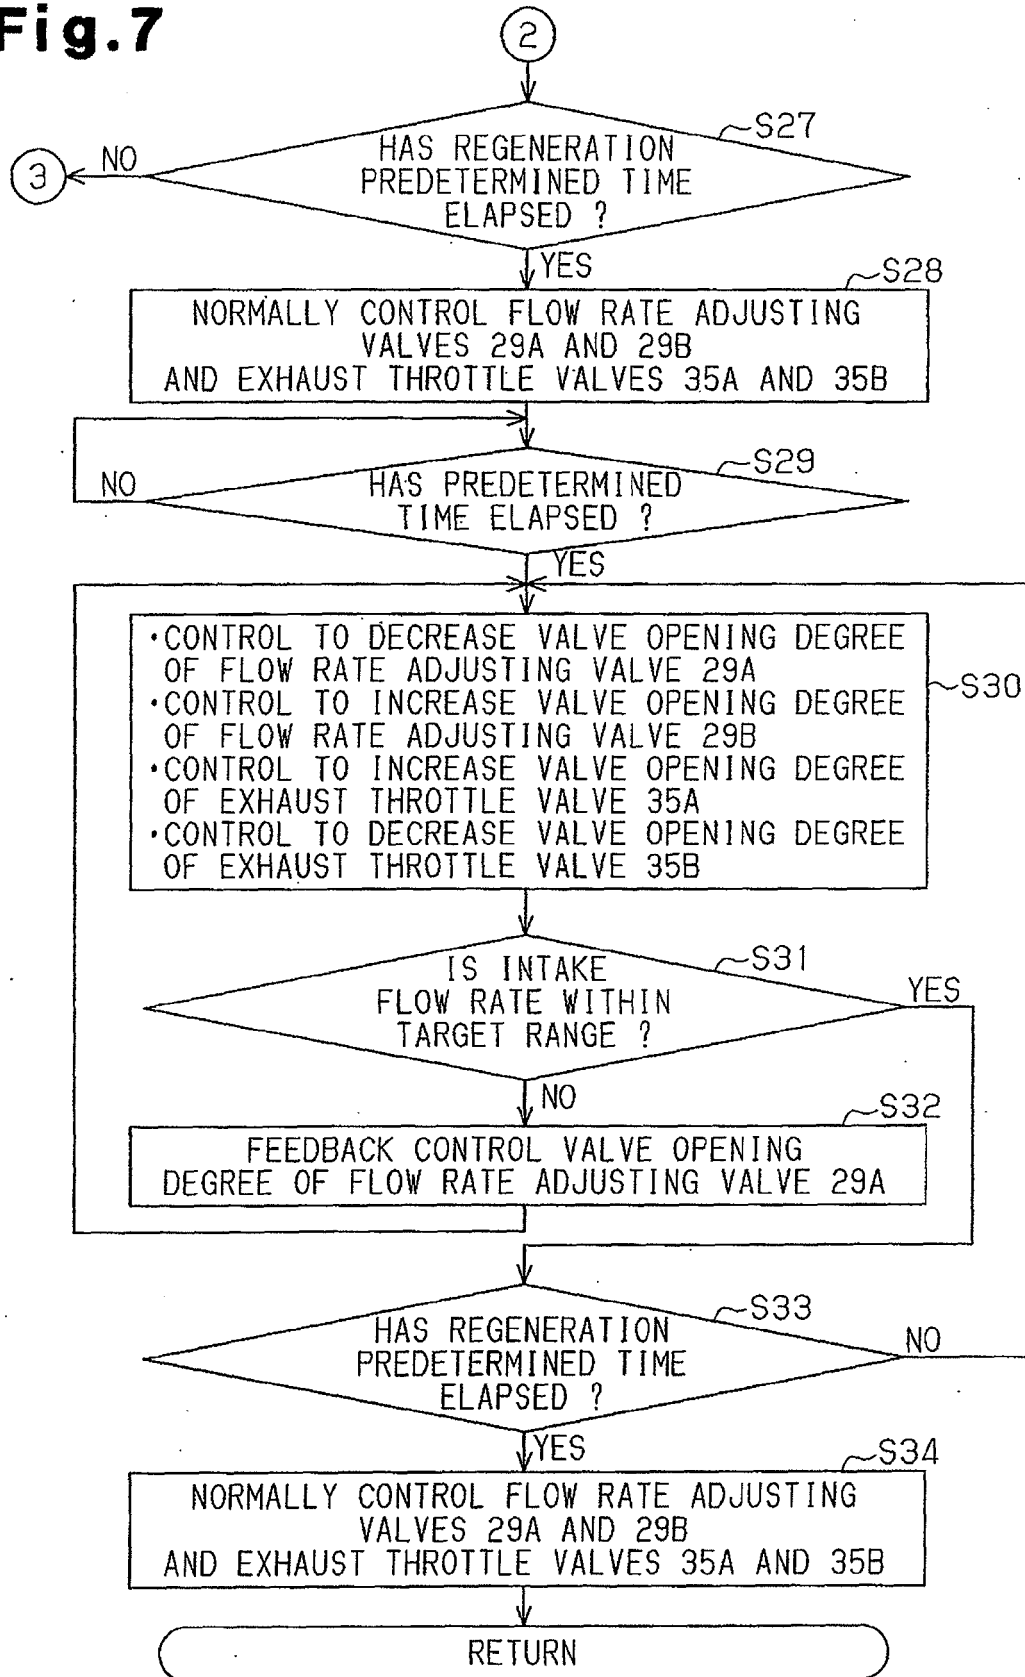 Fig.7
2
S27
HAS REGENERATION
PREDETERMINED TIME
ELAPSED ?
NO
3
YES
S28
NORMALLY CONTROL FLOW RATE ADJUSTING
VALVES 29A AND 29B
AND EXHAUST THROTTLE VALVES 35A AND 35B
S29
HAS PREDETERMINED
TIME ELAPSED ?
NO
YES
S30
·CONTROL TO DECREASE VALVE OPENING DEGREE
OF FLOW RATE ADJUSTING VALVE 29A
·CONTROL TO INCREASE VALVE OPENING DEGREE
OF FLOW RATE ADJUSTING VALVE 29B
·CONTROL TO INCREASE VALVE OPENING DEGREE
OF EXHAUST THROTTLE VALVE 35A
·CONTROL TO DECREASE VALVE OPENING DEGREE
OF EXHAUST THROTTLE VALVE 35B
S31
IS INTAKE
FLOW RATE WITHIN
TARGET RANGE ?
YES
NO
S32
FEEDBACK CONTROL VALVE OPENING
DEGREE OF FLOW RATE ADJUSTING VALVE 29A
S33
HAS REGENERATION
PREDETERMINED TIME
ELAPSED ?
NO
YES
S34
NORMALLY CONTROL FLOW RATE ADJUSTING
VALVES 29A AND 29B
AND EXHAUST THROTTLE VALVES 35A AND 35B
RETURN